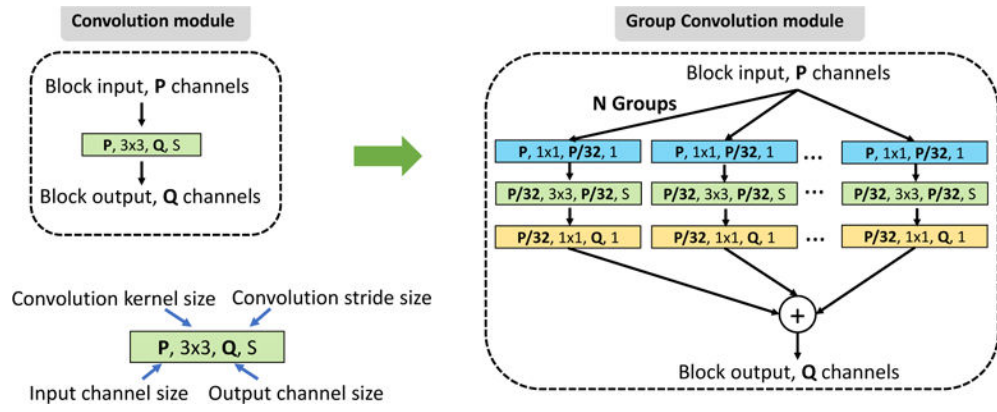 Convolution module
Block input, P channels
P, 3x3, Q, S
Block output, Q channels
Convolution kernel size
Convolution stride size
P, 3x3, Q, S
Input channel size
Output channel size
Group Convolution module
Block input, P channels
N Groups
P, 1x1, P/32, 1
P, 1x1, P/32, 1
...
P, 1x1, P/32, 1
P/32, 3x3, P/32, S
P/32, 3x3, P/32, S
...
P/32, 3x3, P/32, S
P/32, 1x1, Q, 1
P/32, 1x1, Q, 1
...
P/32, 1x1, Q, 1
+
Block output, Q channels